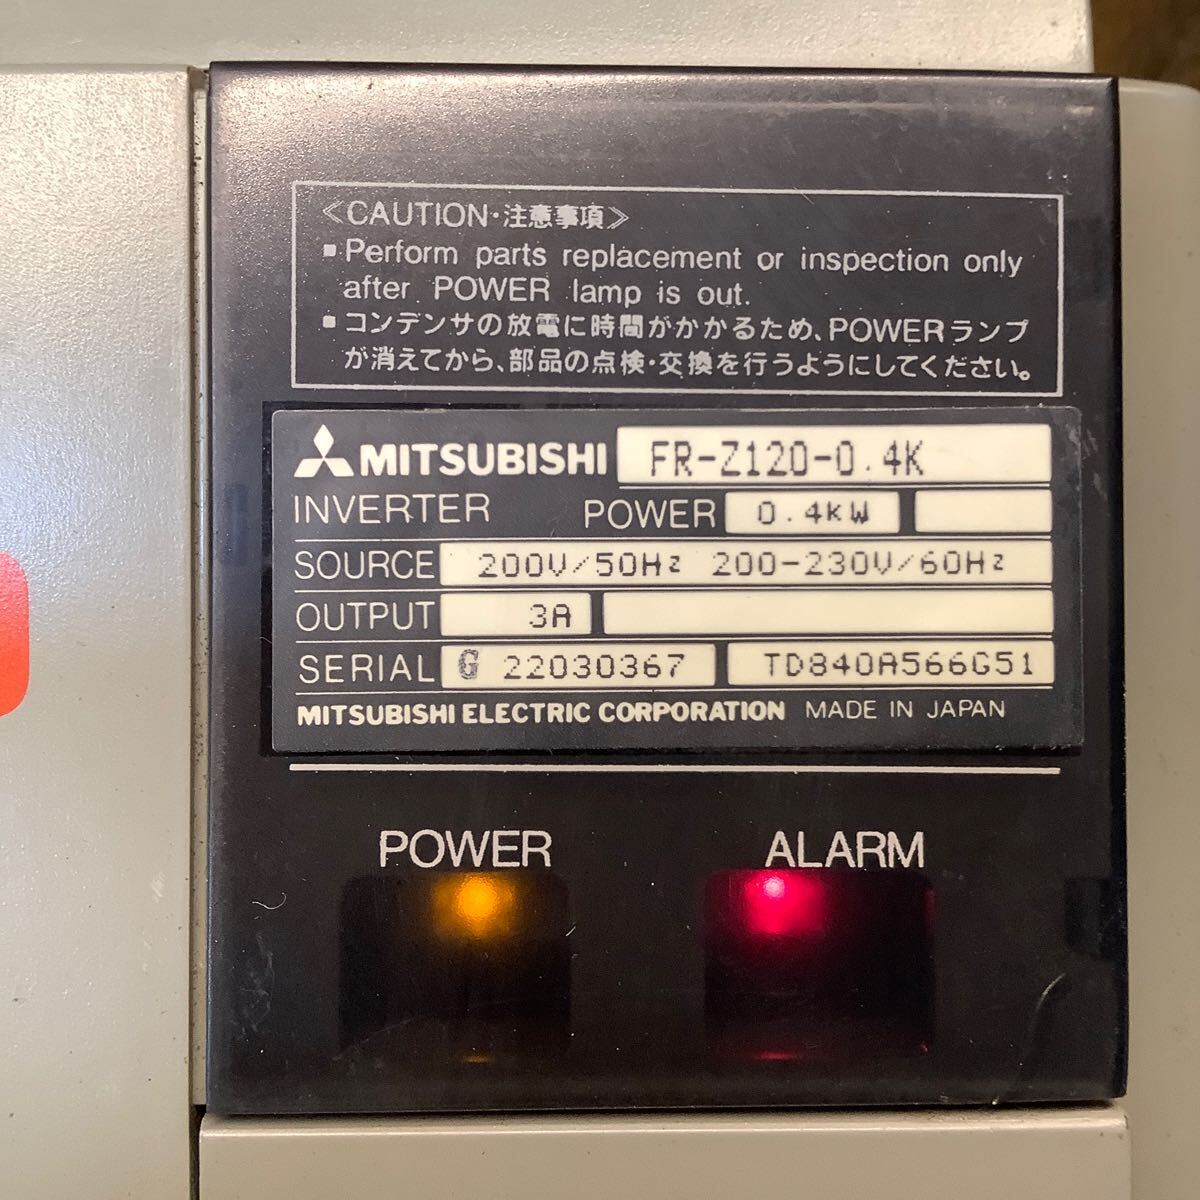 ≪CAUTION・注意事項≫
▪Perform parts replacement or inspection only
after POWER lamp is out.
▪コンデンサの放電に時間がかかるため、POWERランプ
が消えてから、部品の点検・交換を行うようにしてください。
MITSUBISHI FR-Z120-0.4K
INVERTER POWER 0.4kW
SOURCE 200V/50Hz 200-230V/60Hz
OUTPUT 3A
SERIAL G 22030367 TD840A566G51
MITSUBISHI ELECTRIC CORPORATION MADE IN JAPAN
POWER ALARM